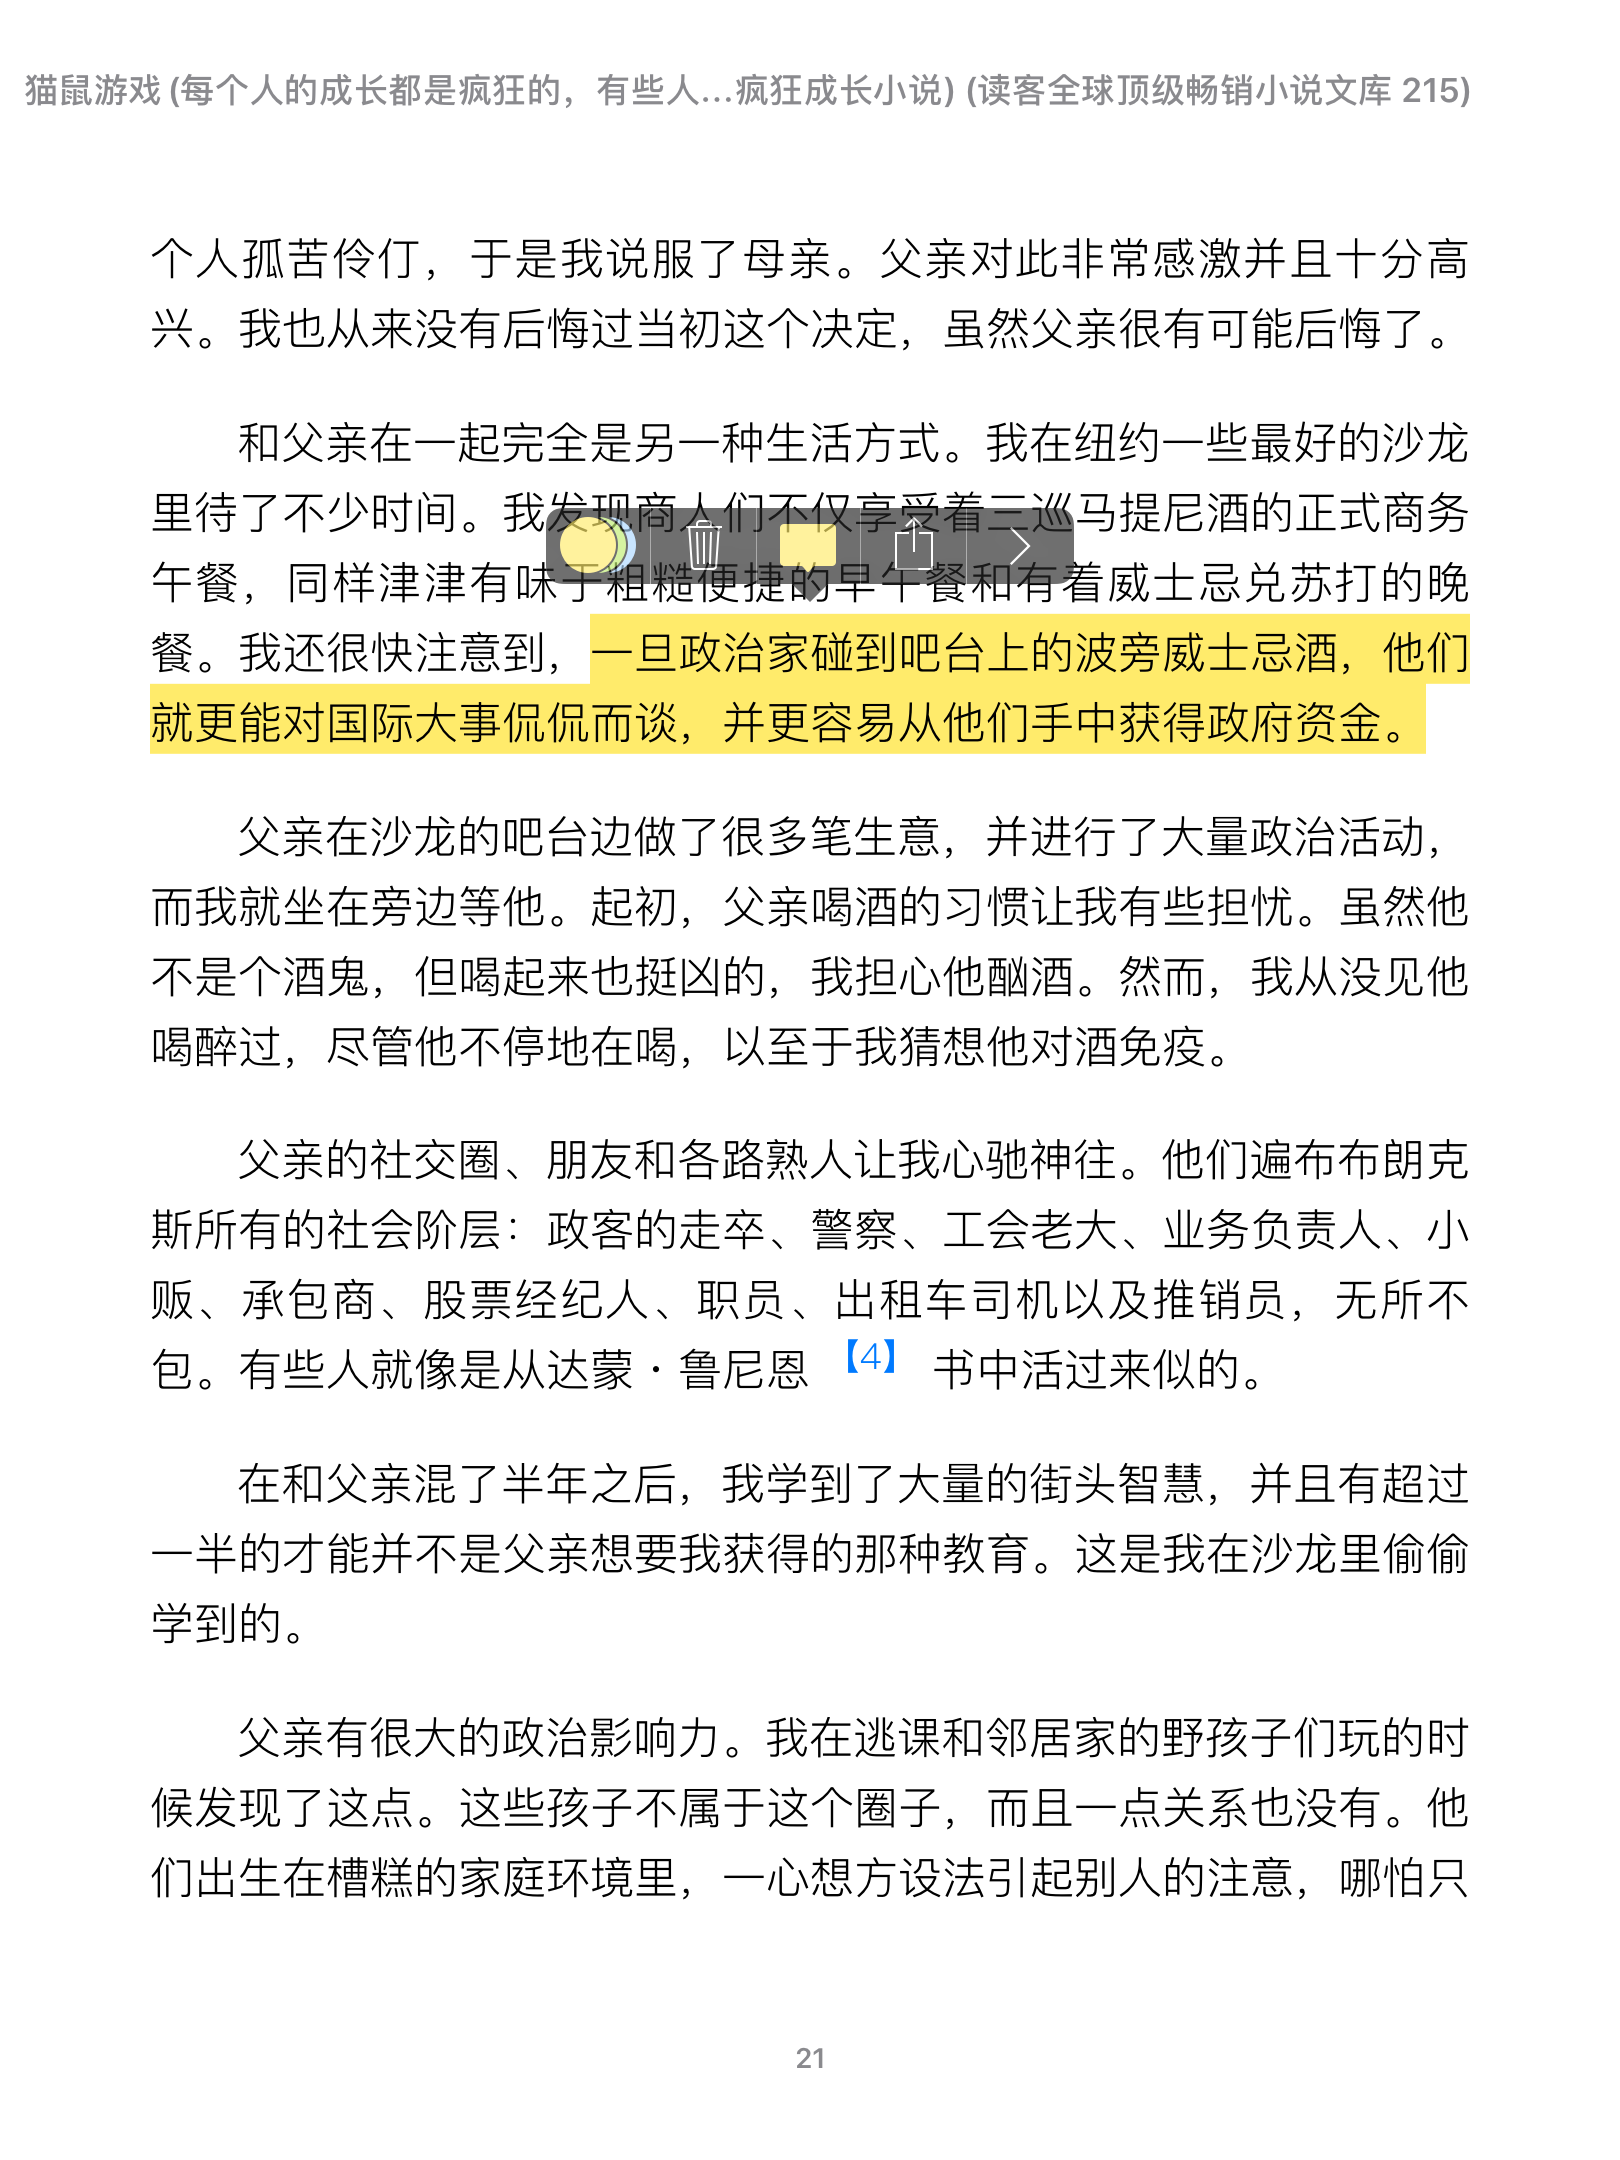 猫鼠游戏 (每个人的成长都是疯狂的，有些人…疯狂成长小说) (读客全球顶级畅销小说文库 215)
个人孤苦伶仃，于是我说服了母亲。父亲对此非常感激并且十分高
兴。我也从来没有后悔过当初这个决定，虽然父亲很有可能后悔了。
和父亲在一起完全是另一种生活方式。我在纽约一些最好的沙龙
里待了不少时间。我发现商人们不仅享受着三巡马提尼酒的正式商务
午餐，同样津津有味于粗糙便捷的早午餐和有着威士忌兑苏打的晚
餐。我还很快注意到，一旦政治家碰到吧台上的波旁威士忌酒，他们
就更能对国际大事侃侃而谈，并更容易从他们手中获得政府资金。
父亲在沙龙的吧台边做了很多笔生意，并进行了大量政治活动，
而我就坐在旁边等他。起初，父亲喝酒的习惯让我有些担忧。虽然他
不是个酒鬼，但喝起来也挺凶的，我担心他酗酒。然而，我从没见他
喝醉过，尽管他不停地在喝，以至于我猜想他对酒免疫。
父亲的社交圈、朋友和各路熟人让我心驰神往。他们遍布布朗克
斯所有的社会阶层：政客的走卒、警察、工会老大、业务负责人、小
贩、承包商、股票经纪人、职员、出租车司机以及推销员，无所不
包。有些人就像是从达蒙·鲁尼恩【4】书中活过来似的。
在和父亲混了半年之后，我学到了大量的街头智慧，并且有超过
一半的才能并不是父亲想要我获得的那种教育。这是我在沙龙里偷偷
学到的。
父亲有很大的政治影响力。我在逃课和邻居家的野孩子们玩的时
候发现了这点。这些孩子不属于这个圈子，而且一点关系也没有。他
们出生在槽糕的家庭环境里，一心想方设法引起别人的注意，哪怕只
21